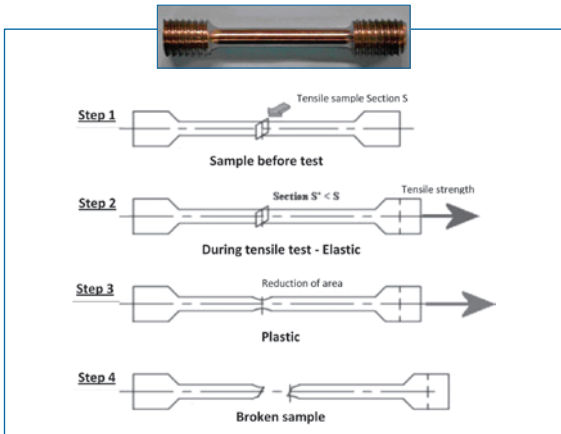 Tensile sample Section S
Step 1
Sample before test
Section S' < S
Tensile strength
Step 2
During tensile test - Elastic
Reduction of area
Step 3
Plastic
Step 4
Broken sample